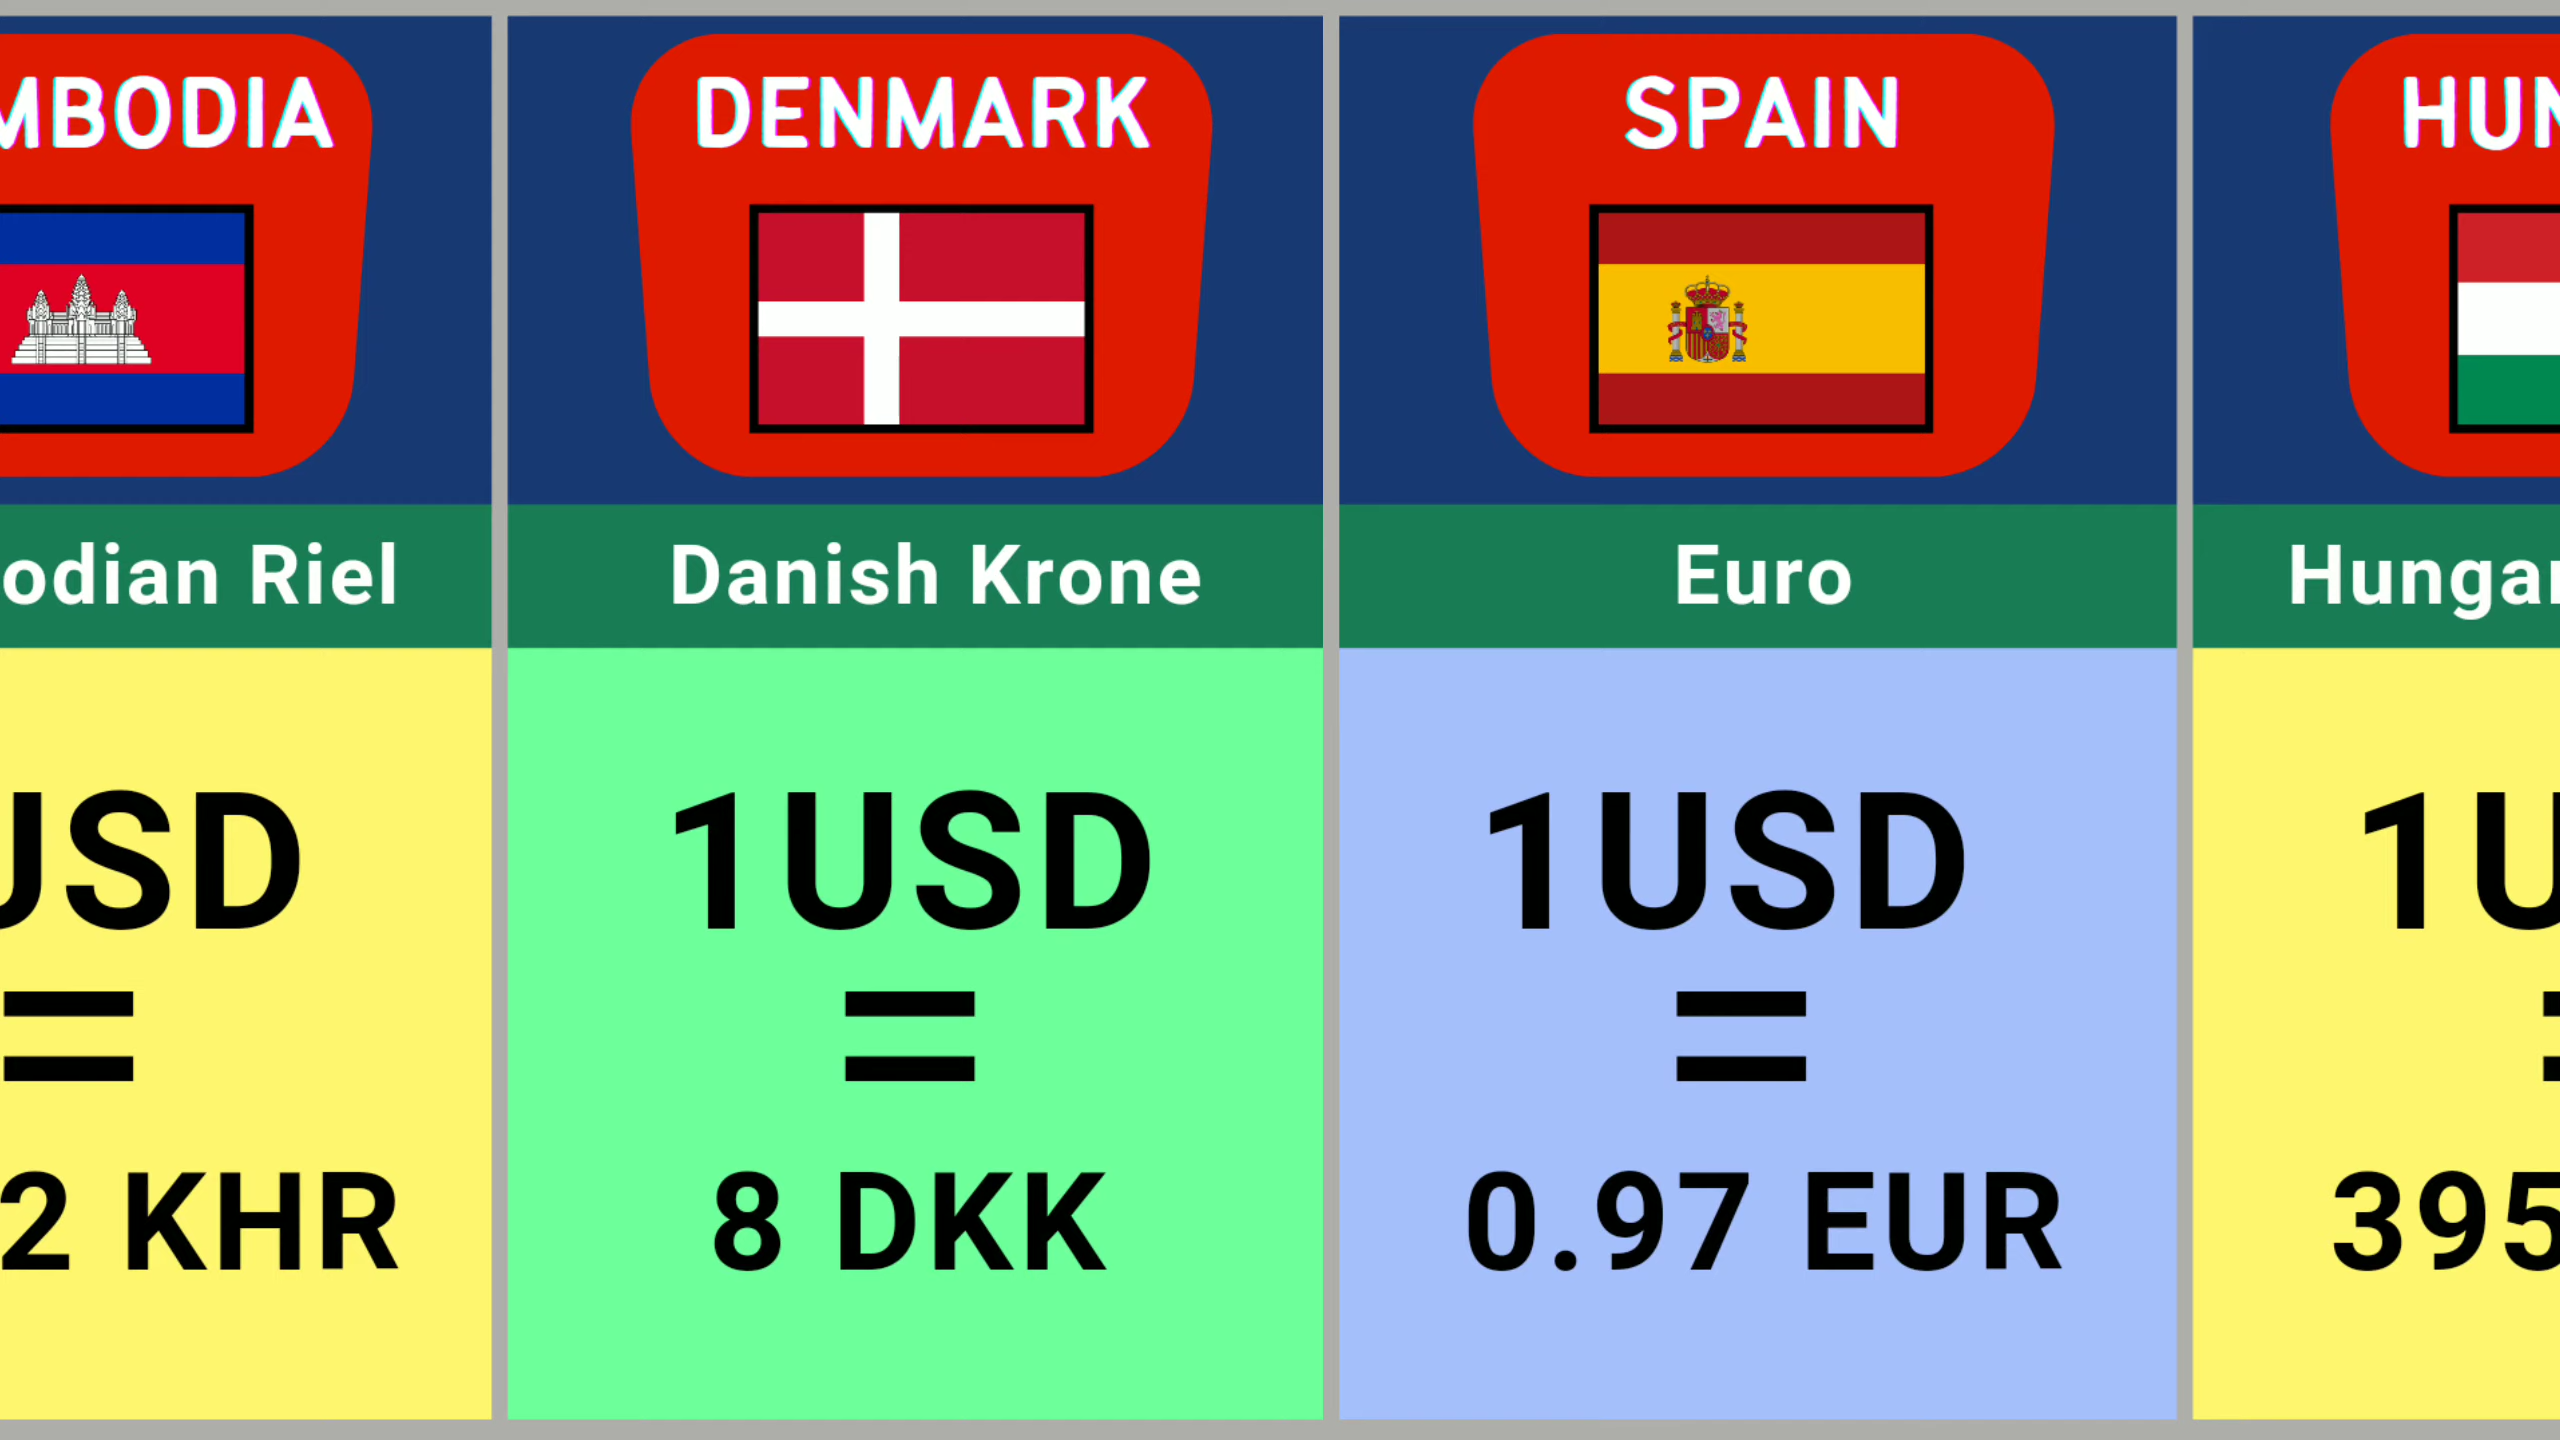 MBODIA
odian Riel
USD
=
2 KHR
DENMARK
Danish Krone
1USD
=
8 DKK
SPAIN
Euro
1USD
=
0.97 EUR
HUN
Hungar
1U
=
395